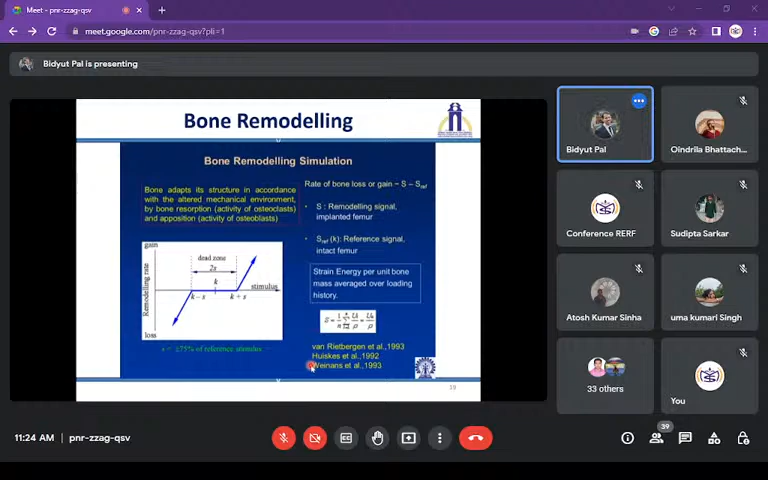 Meet - pnr-zzag-qsv
meet.google.com/pnr-zzag-qsv?pli=1
Bidyut Pal is presenting
Bone Remodelling
Bone Remodelling Simulation
Bone adapts its structure in accordance
with the altered mechanical environment,
by bone resorption (activity of osteoclasts)
and apposition (activity of osteoblasts)
gain
dead zone
2s
k
stimulus
k – s
k + s
Remodelling rate
loss
±75% of reference stimulus
Rate of bone loss or gain ~ S – Sref
• S : Remodelling signal,
implanted femur
• Sref (k): Reference signal,
intact femur
Strain Energy per unit bone
mass averaged over loading
history.
van Rietbergen et al.,1993
Huiskes et al.,1992
Weinans et al.,1993
19
Bidyut Pal
Oindrila Bhattach...
Conference RERF
Sudipta Sarkar
Atosh Kumar Sinha
uma kumari Singh
33 others
You
11:24 AM | pnr-zzag-qsv
39